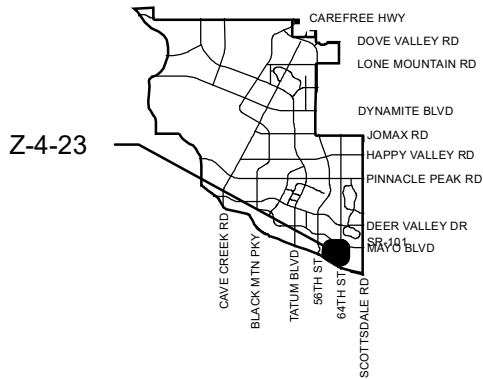 CAREFREE HWY
DOVE VALLEY RD
LONE MOUNTAIN RD
DYNAMITE BLVD
JOMAX RD
Z-4-23
HAPPY VALLEY RD
PINNACLE PEAK RD
DEER VALLEY DR
SR-101
MAYO BLVD
CAVE CREEK RD
BLACK MTN PKY
TATUM BLVD
56TH ST
64TH ST
SCOTTSDALE RD